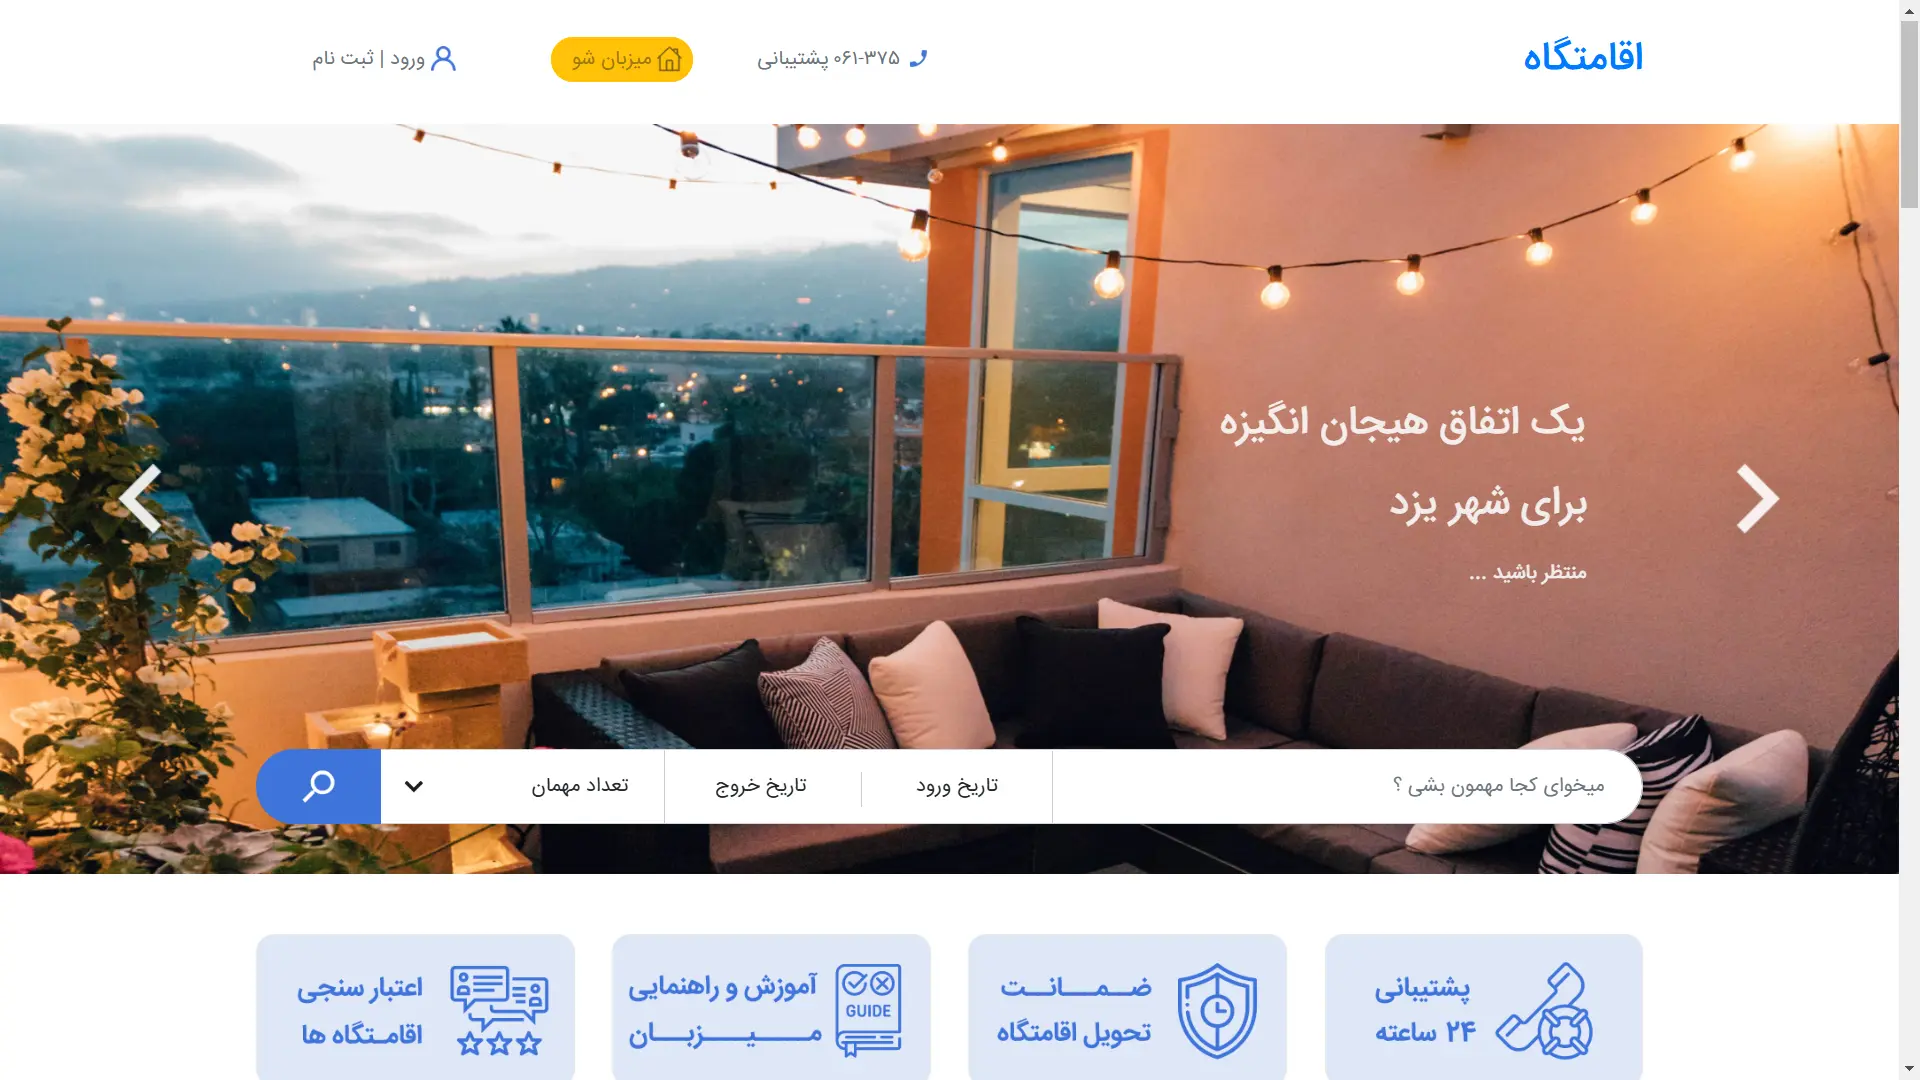 اقامتگاه
۰۶۱-۳۷۵ پشتیبانی
میزبان شو
ورود | ثبت نام
یک اتفاق هیجان انگیزه
برای شهر یزد
منتظر باشید ...
میخوای کجا مهمون بشی ؟
تاریخ ورود
تاریخ خروج
تعداد مهمان
پشتیبانی
۲۴ ساعته
ضـمـــانــت
تحویل اقامتگاه
GUIDE
آموزش و راهنمایی
مـــیـــزبـــان
اعتبار سنجی
اقامـتگاه ها